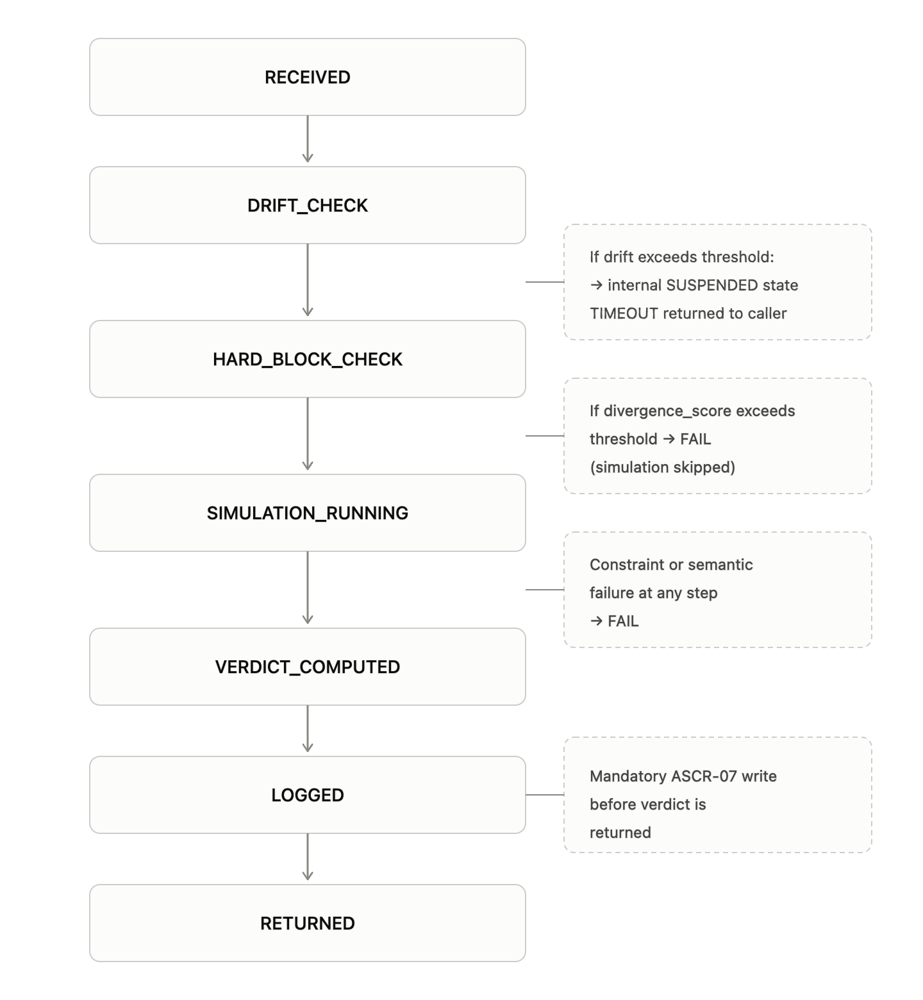 RECEIVED
DRIFT_CHECK
If drift exceeds threshold:
→ internal SUSPENDED state
TIMEOUT returned to caller
HARD_BLOCK_CHECK
If divergence_score exceeds
threshold → FAIL
(simulation skipped)
SIMULATION_RUNNING
Constraint or semantic
failure at any step
→ FAIL
VERDICT_COMPUTED
LOGGED
Mandatory ASCR-07 write
before verdict is
returned
RETURNED